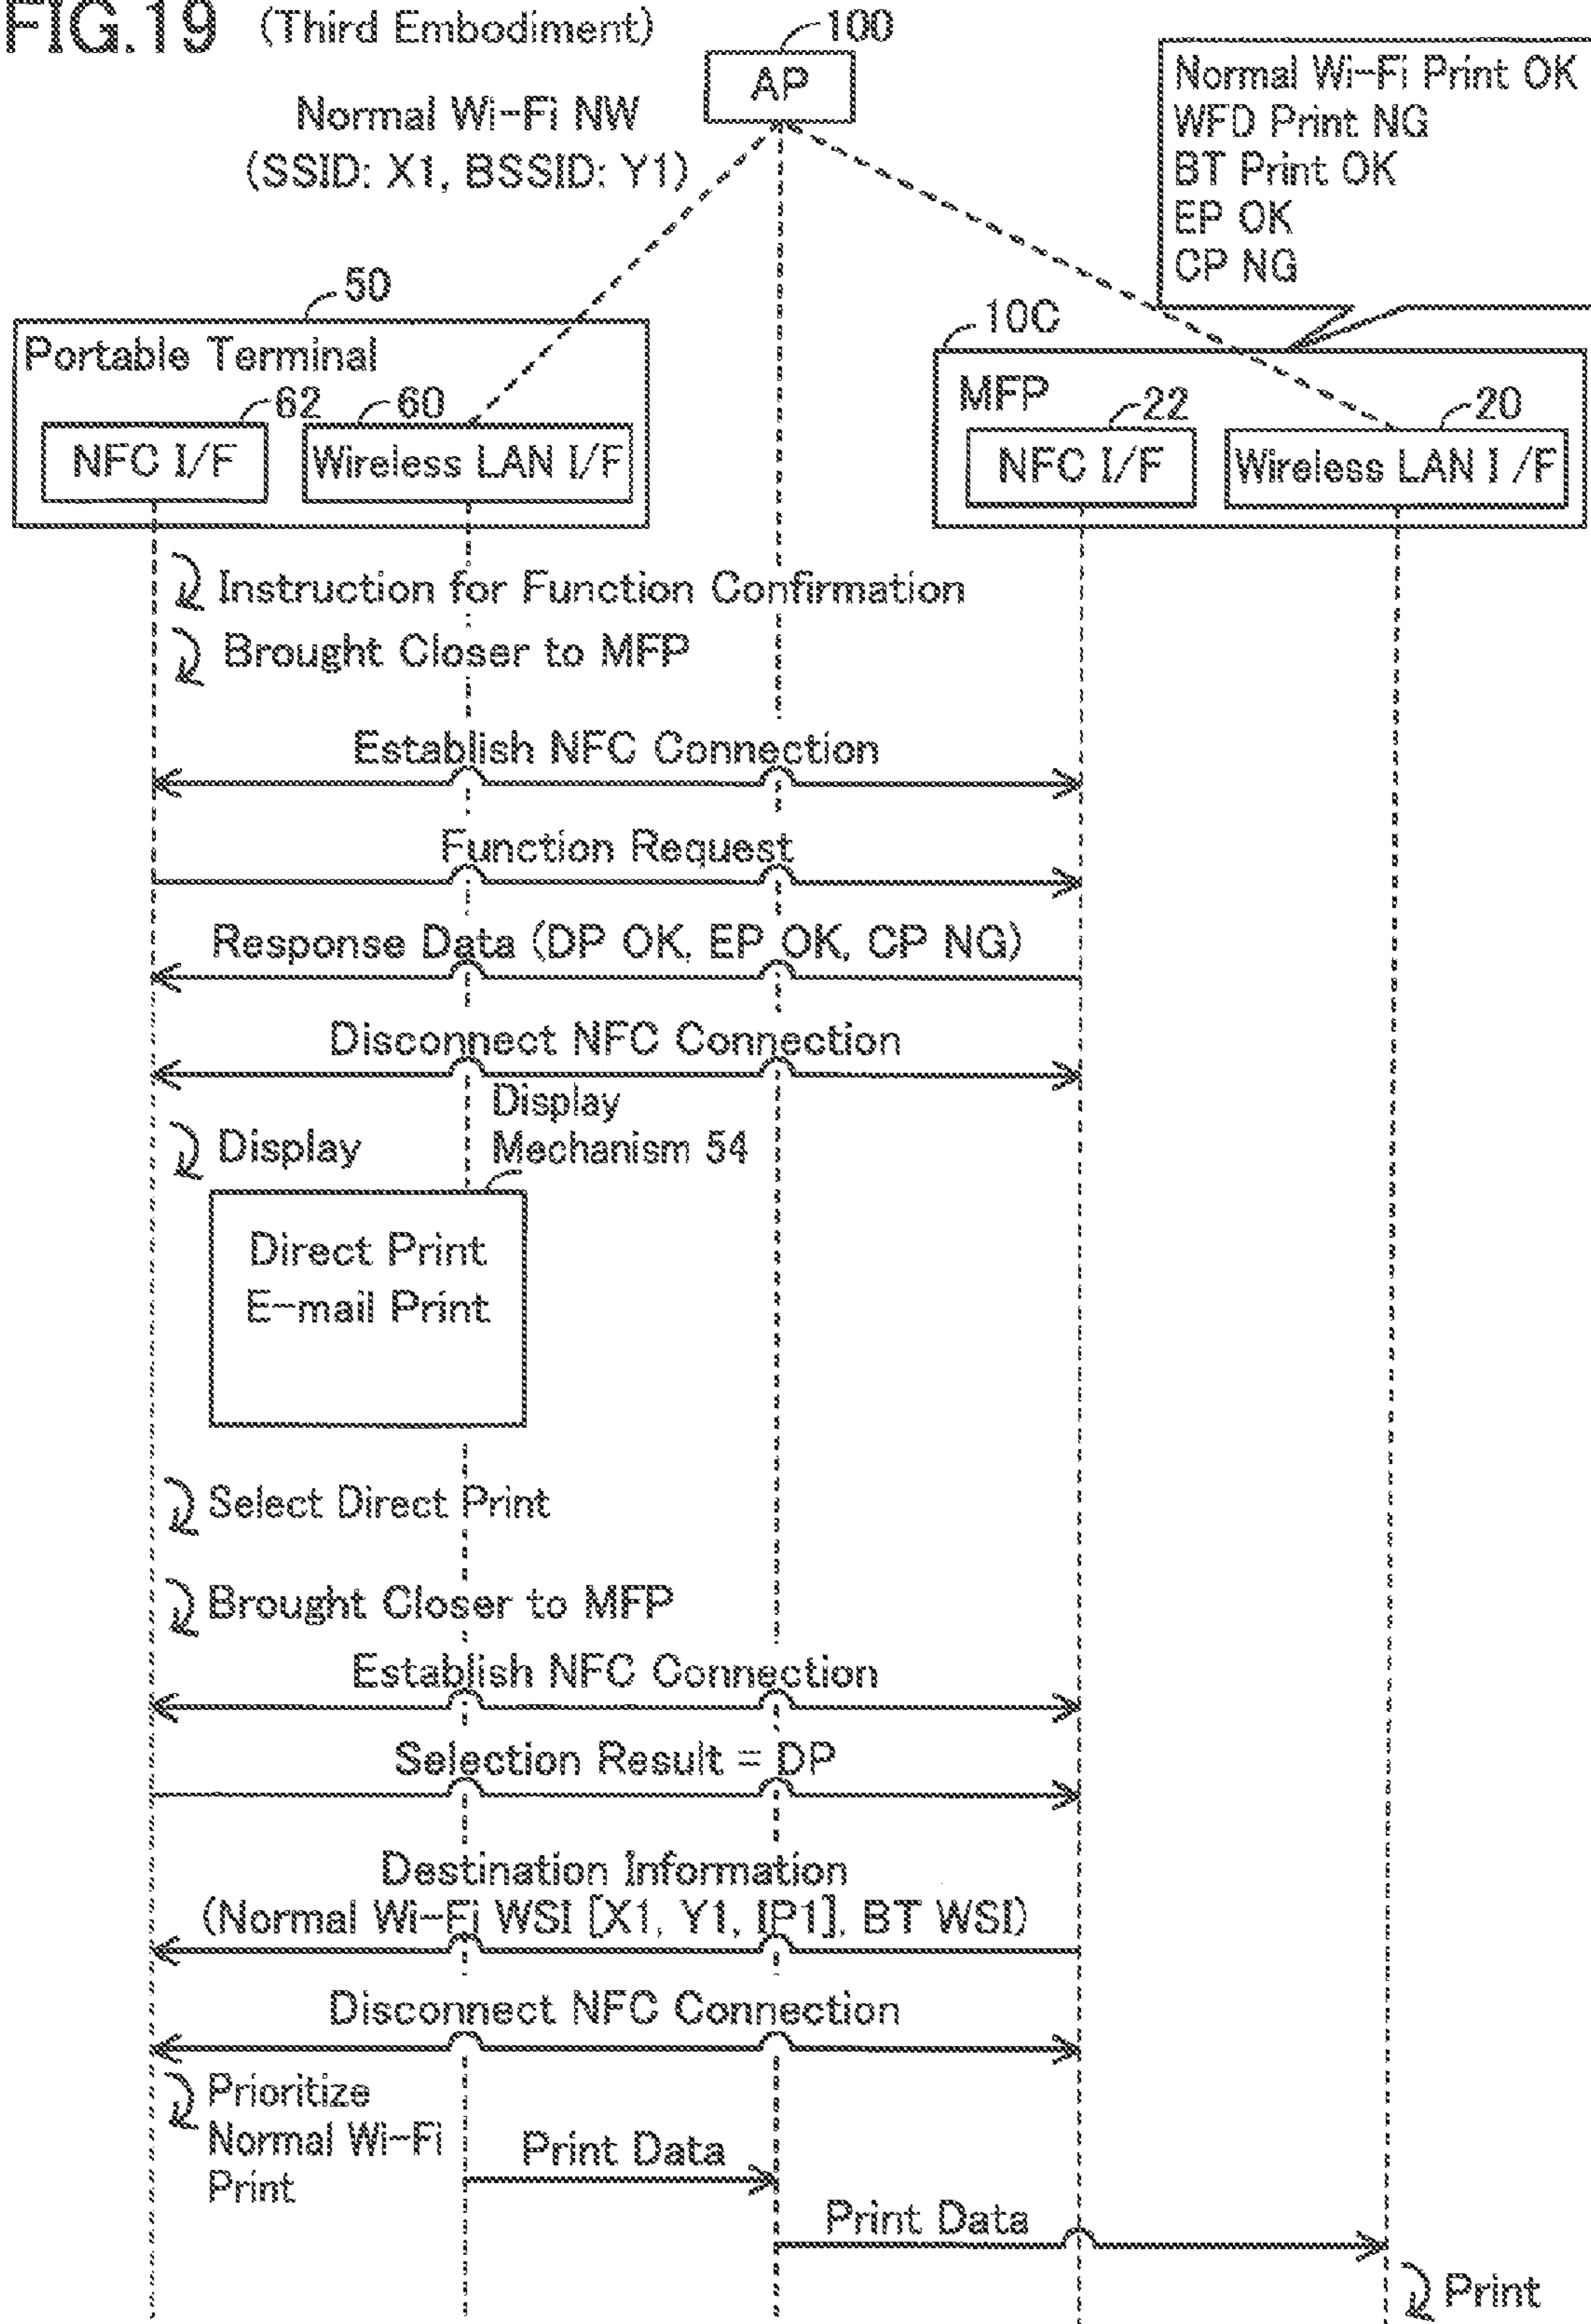 FIG.19 (Third Embodiment)
100
AP
Normal Wi-Fi NW
(SSID: X1, BSSID: Y1)
Normal Wi-Fi Print OK
WFD Print NG
BT Print OK
EP OK
CP NG
50
Portable Terminal
62
60
NFC I/F
Wireless LAN I/F
10C
MFP
22
20
NFC I/F
Wireless LAN I /F
Instruction for Function Confirmation
Brought Closer to MFP
Establish NFC Connection
Function Request
Response Data (DP OK, EP OK, CP NG)
Disconnect NFC Connection
Display
Display
Mechanism 54
Direct Print
E-mail Print
Select Direct Print
Brought Closer to MFP
Establish NFC Connection
Selection Result = DP
Destination Information
(Normal Wi-Fi WSI [X1, Y1, IP1], BT WSI)
Disconnect NFC Connection
Prioritize
Normal Wi-Fi
Print
Print Data
Print Data
Print